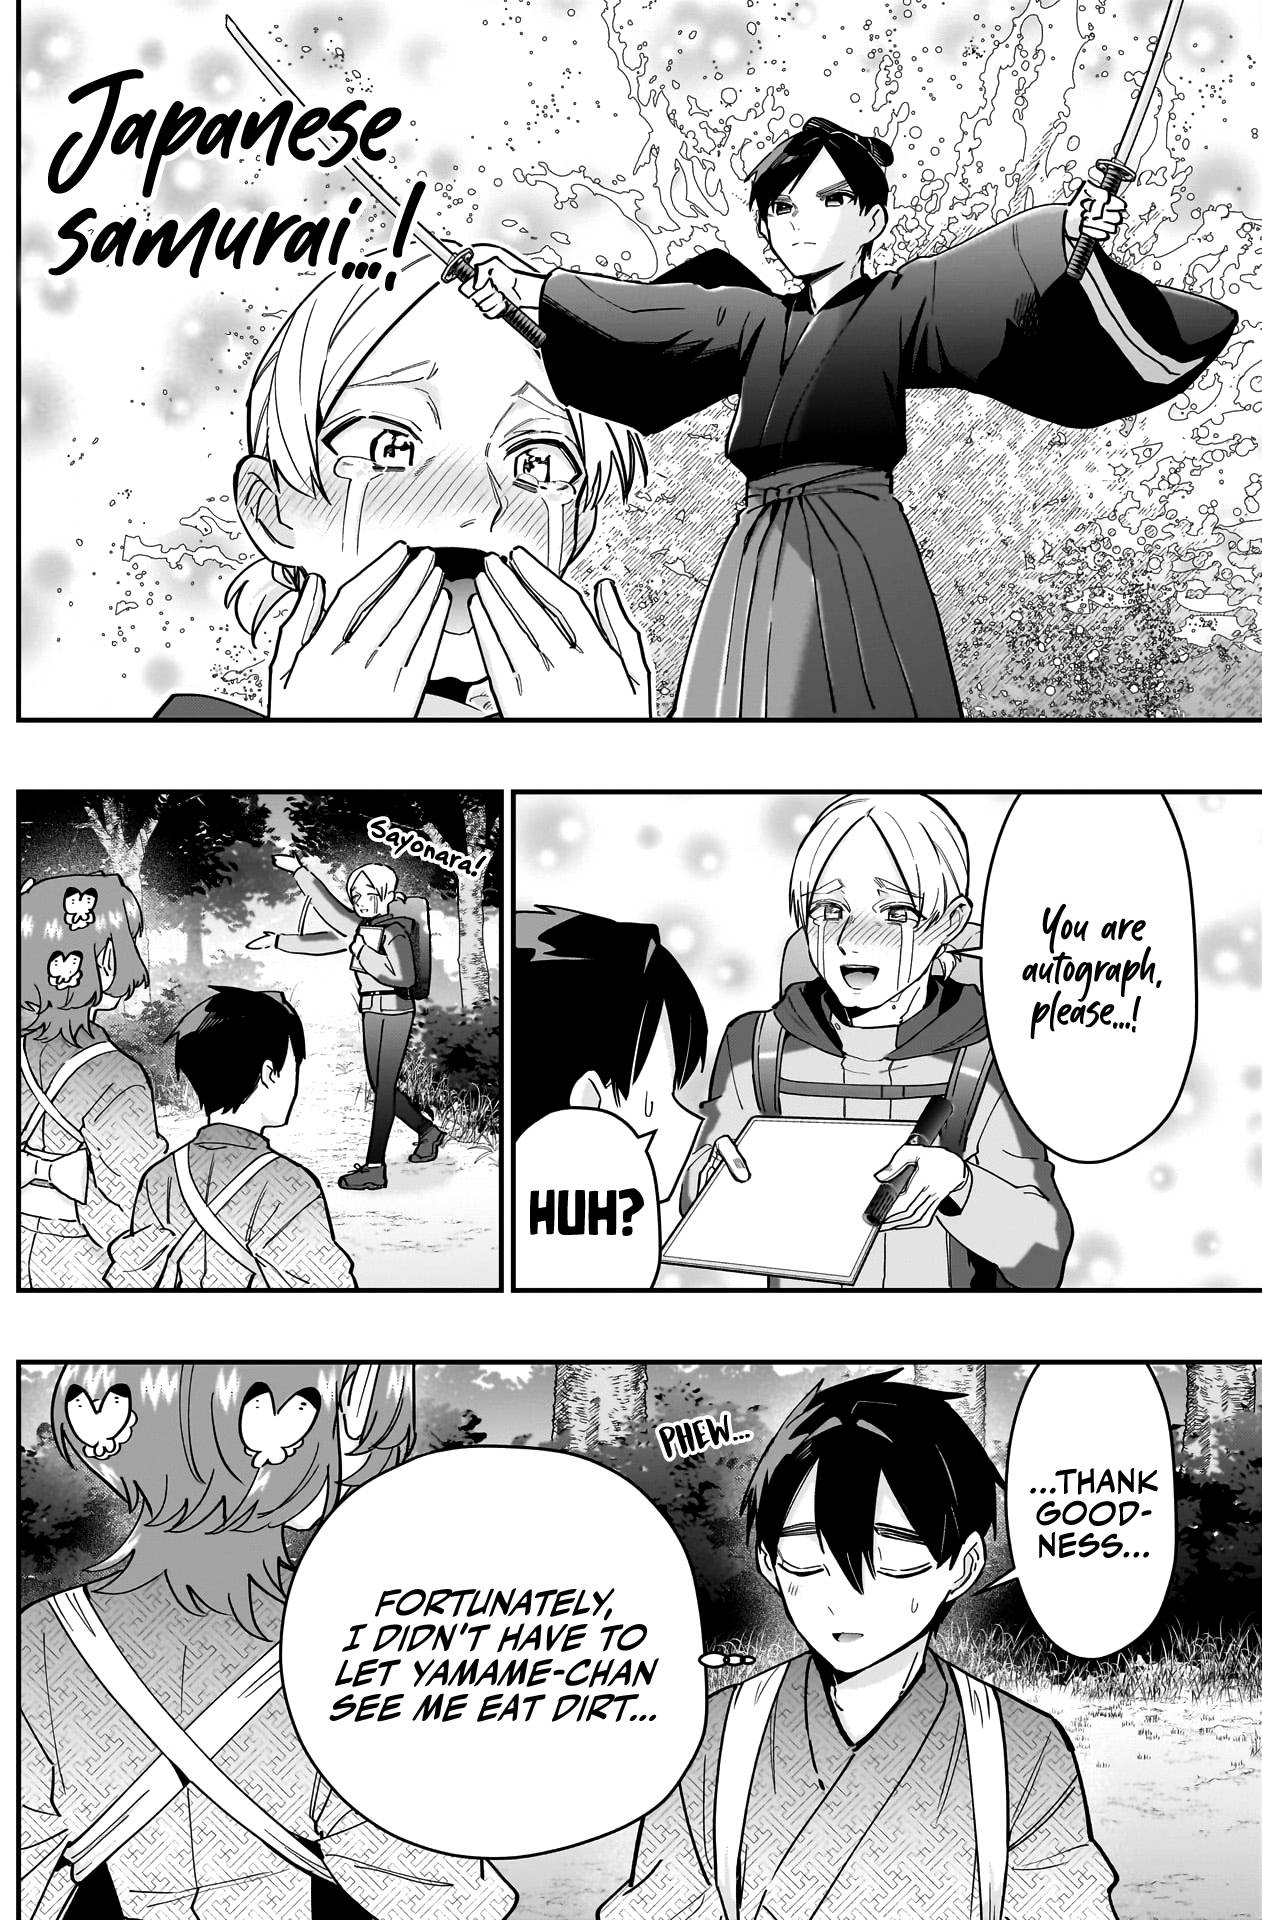 Japanese
samurai...!
You are
autograph,
please...!
HUH?
Sayonara!
...THANK
GOOD-
NESS...
PHEW...
FORTUNATELY,
I DIDN'T HAVE TO
LET YAMAME-CHAN
SEE ME EAT DIRT...